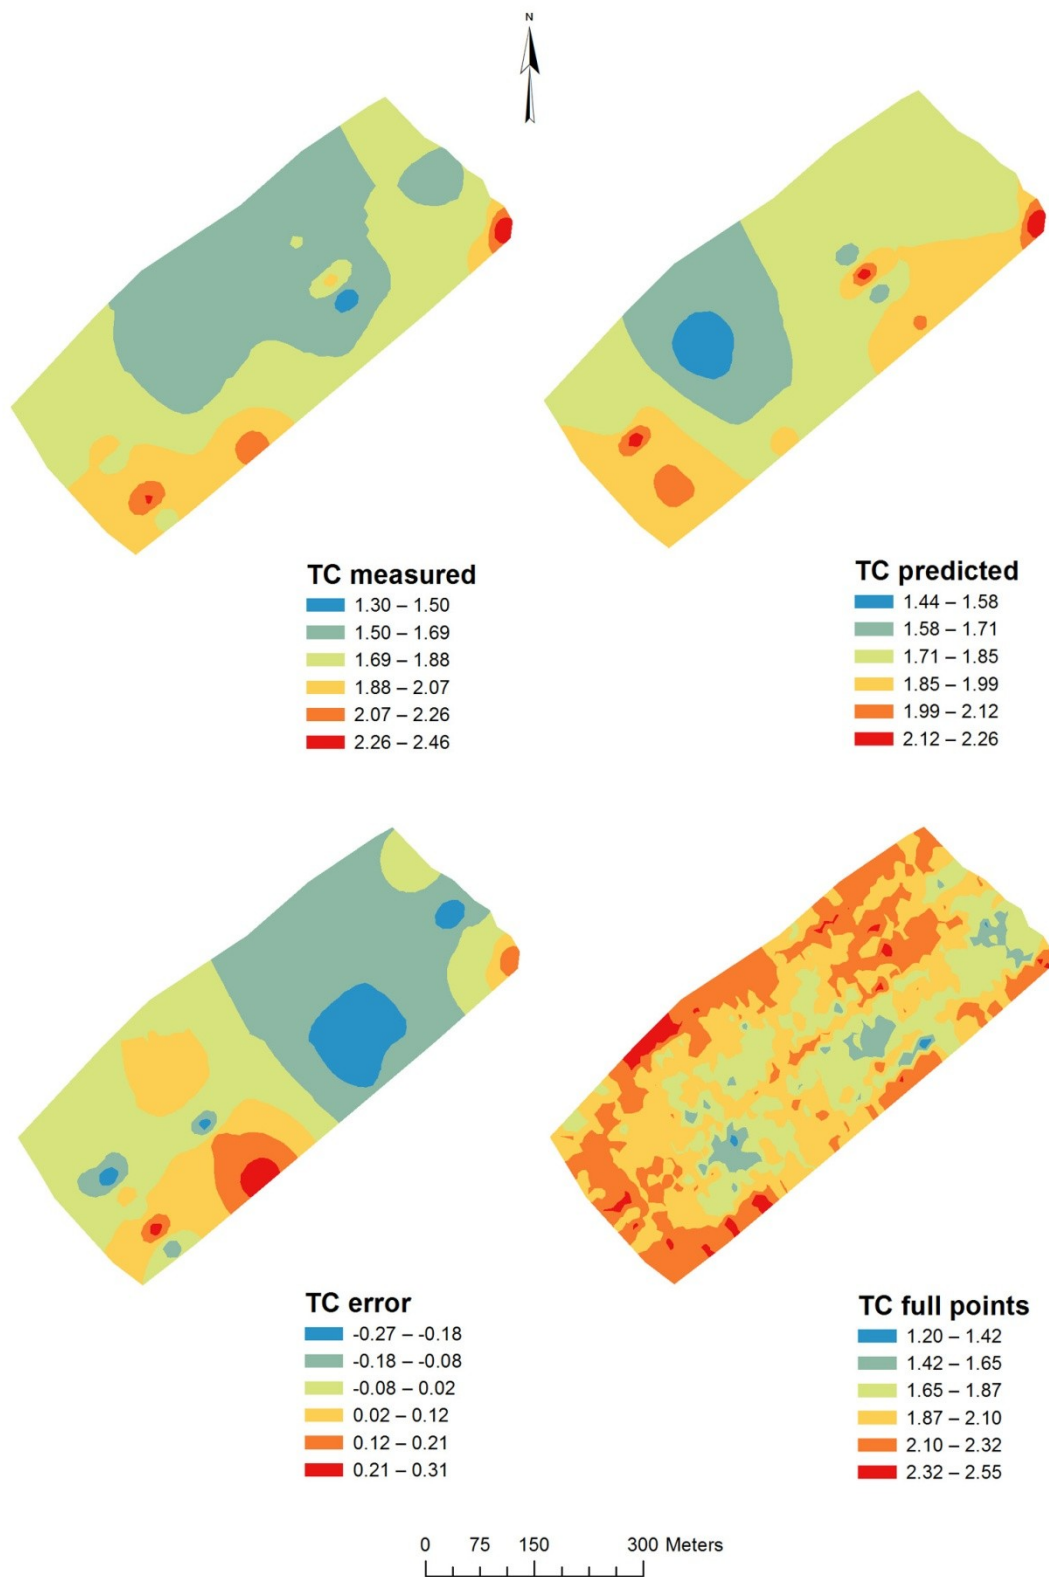 N
TC measured
1.30 – 1.50
1.50 – 1.69
1.69 – 1.88
1.88 – 2.07
2.07 – 2.26
2.26 – 2.46
TC predicted
1.44 – 1.58
1.58 – 1.71
1.71 – 1.85
1.85 – 1.99
1.99 – 2.12
2.12 – 2.26
TC error
-0.27 – -0.18
-0.18 – -0.08
-0.08 – 0.02
0.02 – 0.12
0.12 – 0.21
0.21 – 0.31
TC full points
1.20 – 1.42
1.42 – 1.65
1.65 – 1.87
1.87 – 2.10
2.10 – 2.32
2.32 – 2.55
0 75 150 300 Meters